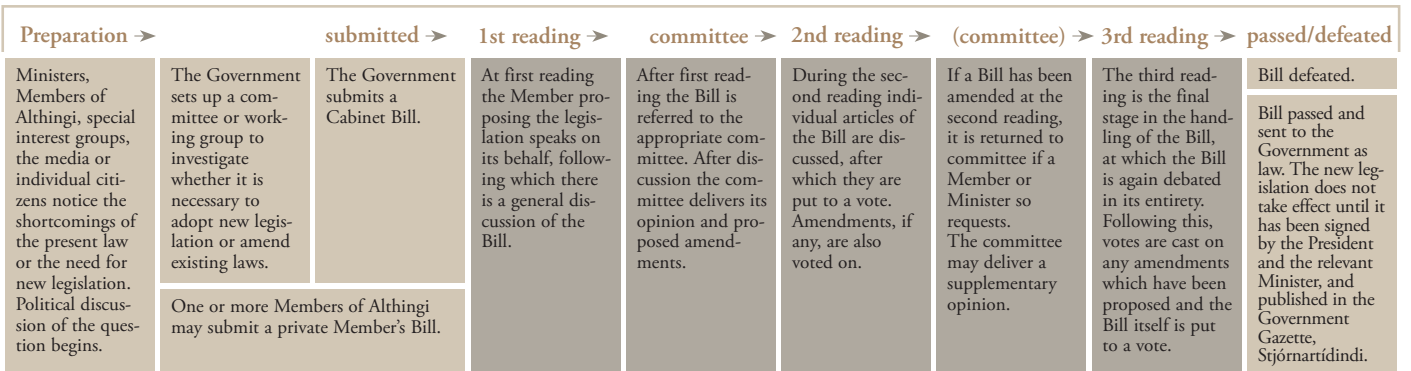 Preparation ➔ submitted ➔ 1st reading ➔ committee ➔ 2nd reading ➔ (committee) ➔ 3rd reading ➔ passed/defeated
Ministers,
Members of
Althingi, special
interest groups,
the media or
individual citi-
zens notice the
shortcomings of
the present law
or the need for
new legislation.
Political discus-
sion of the ques-
tion begins.
The Government
sets up a com-
mittee or work-
ing group to
investigate
whether it is
necessary to
adopt new legis-
lation or amend
existing laws.
The Government
submits a
Cabinet Bill.
One or more Members of Althingi
may submit a private Member’s Bill.
At first reading
the Member pro-
posing the legis-
lation speaks on
its behalf, follow-
ing which there
is a general dis-
cussion of the
Bill.
After first read-
ing the Bill is
referred to the
appropriate com-
mittee. After dis-
cussion the com-
mittee delivers its
opinion and pro-
posed amend-
ments.
During the sec-
ond reading indi-
vidual articles of
the Bill are dis-
cussed, after
which they are
put to a vote.
Amendments, if
any, are also
voted on.
If a Bill has been
amended at the
second reading,
it is returned to
committee if a
Member or
Minister so
requests.
The committee
may deliver a
supplementary
opinion.
The third read-
ing is the final
stage in the hand-
ling of the Bill,
at which the Bill
is again debated
in its entirety.
Following this,
votes are cast on
any amendments
which have been
proposed and the
Bill itself is put
to a vote.
Bill defeated.
Bill passed and
sent to the
Government as
law. The new leg-
islation does not
take effect until it
has been signed
by the President
and the relevant
Minister, and
published in the
Government
Gazette,
Stjórnartídindi.